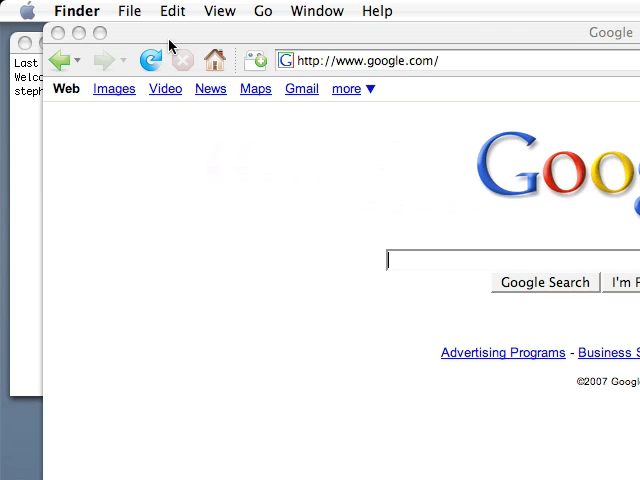 Finder File Edit View Go Window Help
Google
Last
Welco
steph
http://www.google.com/
Web Images Video News Maps Gmail more ▼
Goo
Google Search I'm F
Advertising Programs - Business S
©2007 Googl